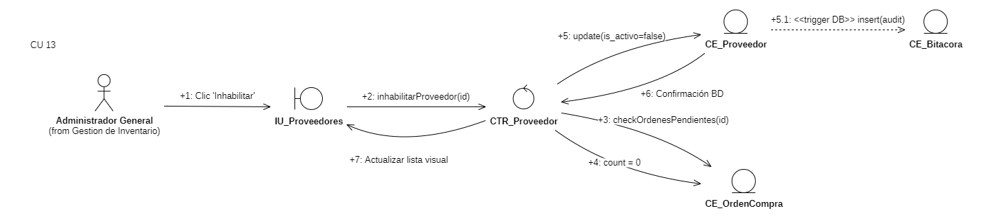 CU 13
Administrador General
(from Gestion de Inventario)
+1: Clic 'Inhabilitar'
IU_Proveedores
+2: inhabilitarProveedor(id)
+7: Actualizar lista visual
CTR_Proveedor
+5: update(is_activo=false)
+6: Confirmación BD
+3: checkOrdenesPendientes(id)
+4: count = 0
CE_Proveedor
+5.1: <<trigger DB>> insert(audit)
CE_Bitacora
CE_OrdenCompra